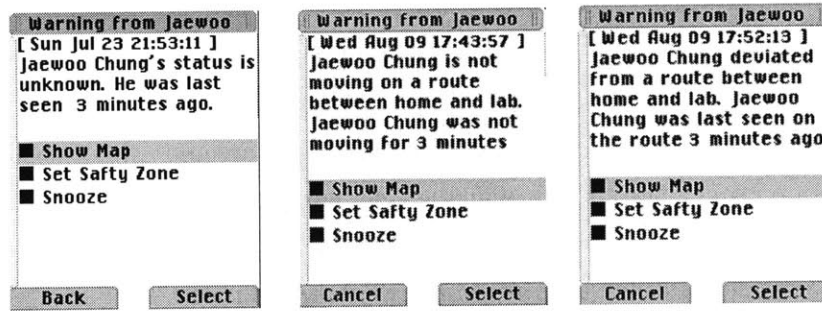 Warning from Jaewoo
[ Sun Jul 23 21:53:11 ]
Jaewoo Chung's status is
unknown. He was last
seen 3 minutes ago.
Show Map
Set Safty Zone
Snooze
Back Select
Warning from Jaewoo
[ Wed Aug 09 17:43:57 ]
Jaewoo Chung is not
moving on a route
between home and lab.
Jaewoo Chung was not
moving for 3 minutes
Show Map
Set Safty Zone
Snooze
Cancel Select
Warning from Jaewoo
[ Wed Aug 09 17:52:13 ]
Jaewoo Chung deviated
from a route between
home and lab. Jaewoo
Chung was last seen on
the route 3 minutes ago
Show Map
Set Safty Zone
Snooze
Cancel Select